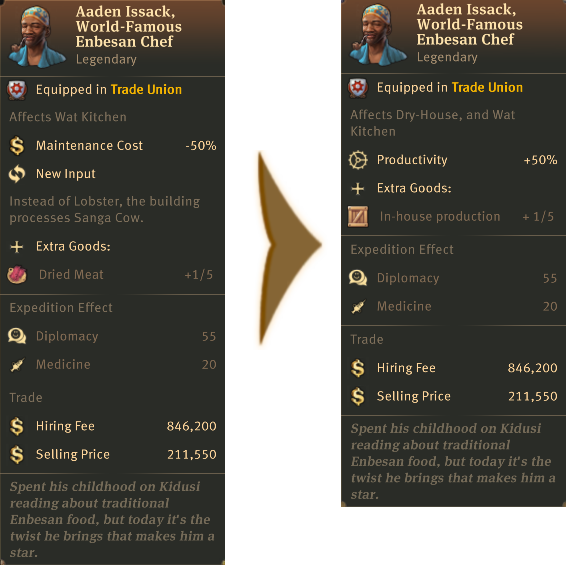 Aaden Issack,
World-Famous
Enbesan Chef
Legendary
Equipped in Trade Union
Affects Wat Kitchen
Maintenance Cost -50%
New Input
Instead of Lobster, the building
processes Sanga Cow.
Extra Goods:
Dried Meat +1/5
Expedition Effect
Diplomacy 55
Medicine 20
Trade
Hiring Fee 846,200
Selling Price 211,550
Spent his childhood on Kidusi
reading about traditional
Enbesan food, but today it's the
twist he brings that makes him a
star.
Aaden Issack,
World-Famous
Enbesan Chef
Legendary
Equipped in Trade Union
Affects Dry-House, and Wat
Kitchen
Productivity +50%
Extra Goods:
In-house production + 1/5
Expedition Effect
Diplomacy 55
Medicine 20
Trade
Hiring Fee 846,200
Selling Price 211,550
Spent his childhood on Kidusi
reading about traditional
Enbesan food, but today it's the
twist he brings that makes him a
star.